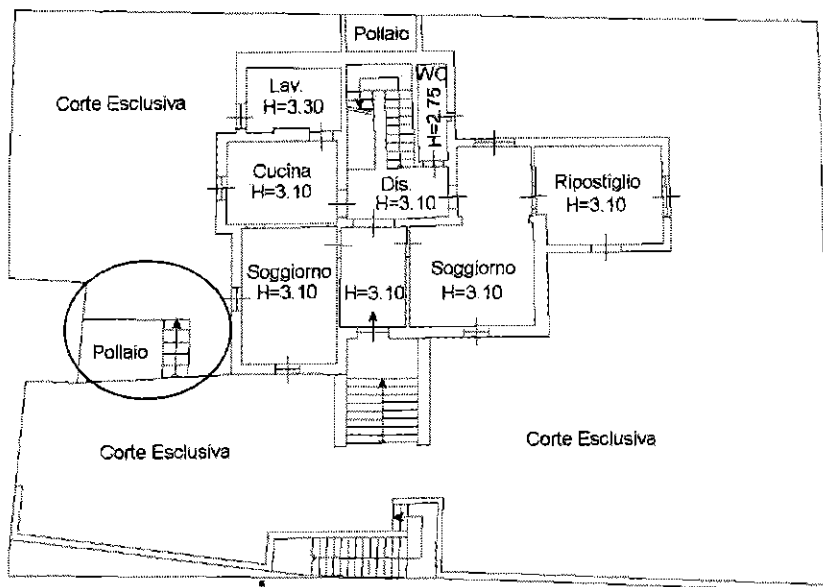 Pollaio
Corte Esclusiva
Lav.
H=3.30
Wc
H=2.75
Cucina
H=3.10
Dis.
H=3.10
Ripostiglio
H=3.10
Soggiorno
H=3.10
H=3.10
Soggiorno
H=3.10
Pollaio
Corte Esclusiva
Corte Esclusiva